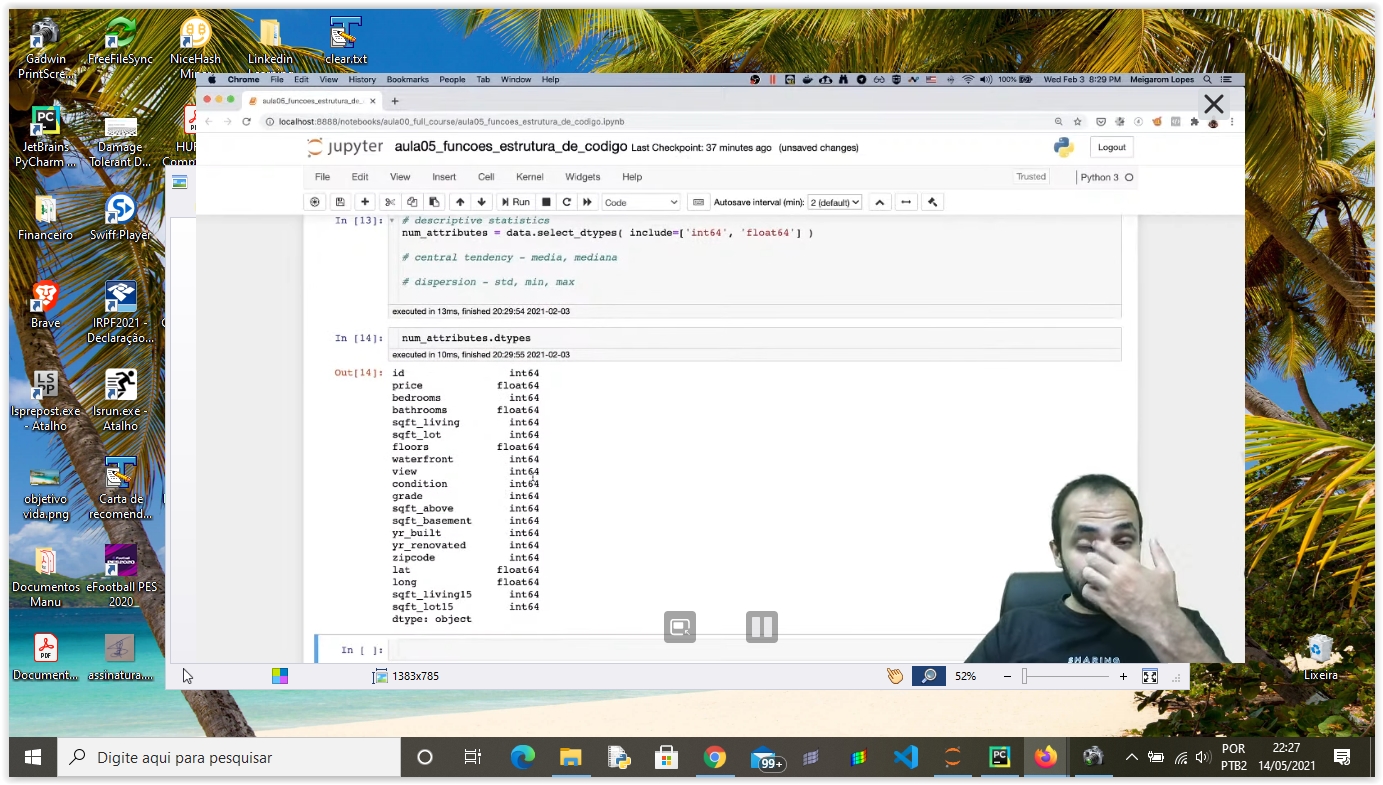 Gadwin
PrintScre...
FreeFileSync
NiceHash
Linkedin
clear.txt
JetBrains
PyCharm ...
Damage
Tolerant D...
Financeiro
Swiff Player
Brave
IRPF2021 -
Declaração...
LS
PP
lsprepost.exe
- Atalho
lsrun.exe -
Atalho
objetivo
vida.png
Carta de
recomend...
Documentos
Manu
eFootball PES
2020
PDF
Document...
assinatura....
Lixeira
Chrome File Edit View History Bookmarks People Tab Window Help
100% Wed Feb 3 8:29 PM Meigarom Lopes
aula05_funcoes_estrutura_de_
localhost:8888/notebooks/aula00_full_course/aula05_funcoes_estrutura_de_codigo.ipynb
jupyter aula05_funcoes_estrutura_de_codigo Last Checkpoint: 37 minutes ago (unsaved changes)
Logout
File Edit View Insert Cell Kernel Widgets Help
Trusted Python 3
Run Code Autosave interval (min): 2 (default)
In [13]: # descriptive statistics
num_attributes = data.select_dtypes( include=['int64', 'float64'] )
# central tendency - media, mediana
# dispersion - std, min, max
executed in 13ms, finished 20:29:54 2021-02-03
In [14]: num_attributes.dtypes
executed in 10ms, finished 20:29:55 2021-02-03
Out[14]: id int64
price float64
bedrooms int64
bathrooms float64
sqft_living int64
sqft_lot int64
floors float64
waterfront int64
view int64
condition int64
grade int64
sqft_above int64
sqft_basement int64
yr_built int64
yr_renovated int64
zipcode int64
lat float64
long float64
sqft_living15 int64
sqft_lot15 int64
dtype: object
In [ ]:
SHARING
1383x785
52%
Digite aqui para pesquisar
99+
POR
PTB2
22:27
14/05/2021